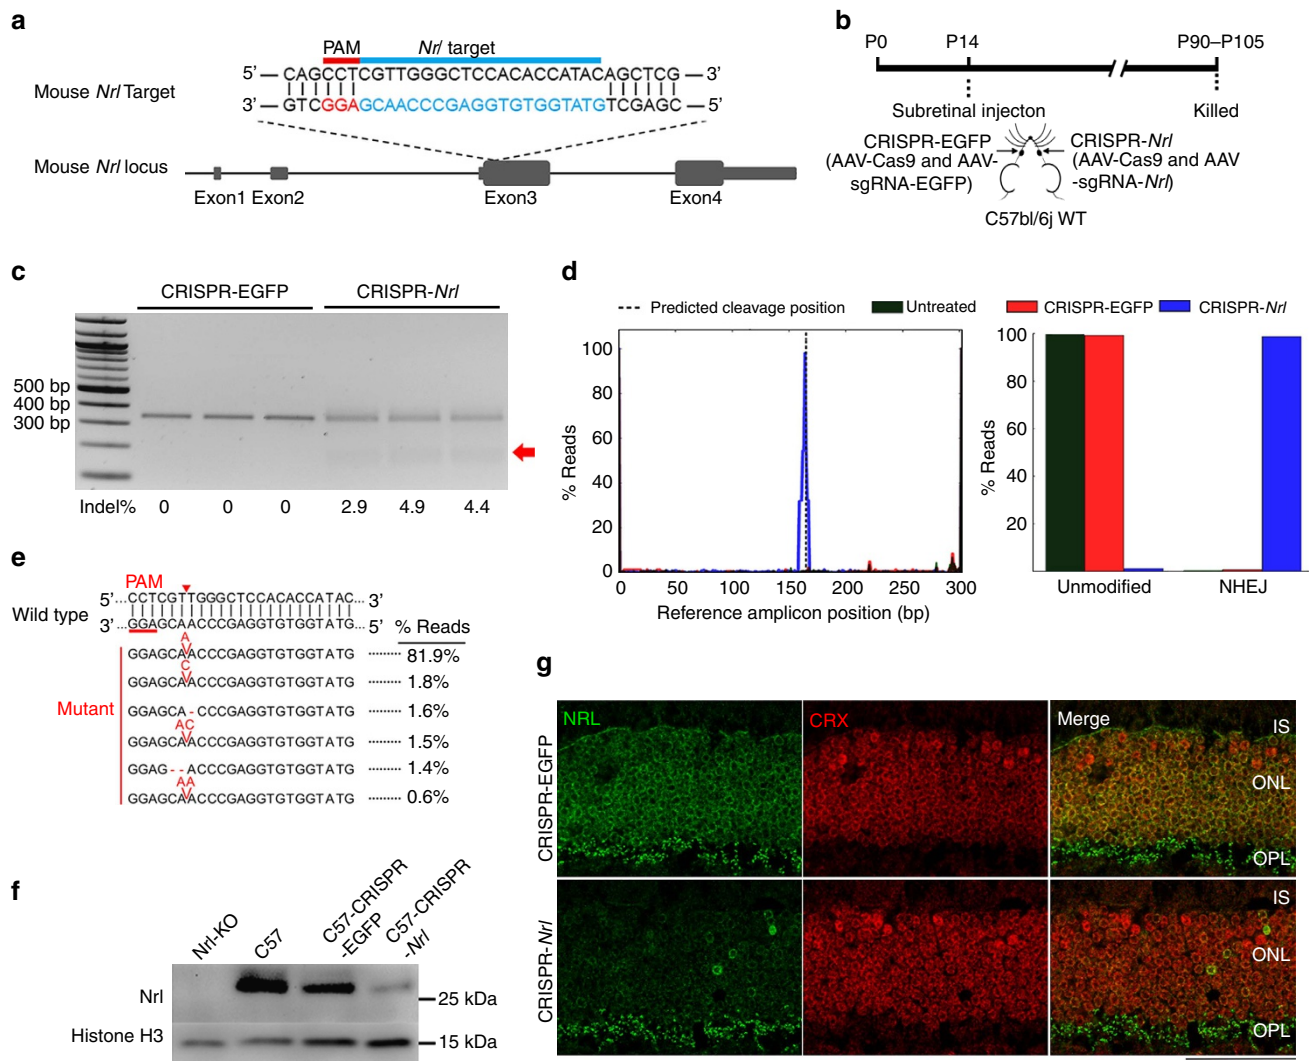 a
PAM
Nrl target
Mouse Nrl Target
5' — CAGCCTCGTTGGGCTCCACACCATACAGCTCG — 3'
3' — GTCGGAGCAACCCGAGGTGTGGTATGTCGAGC — 5'
Mouse Nrl locus
Exon1 Exon2
Exon3
Exon4
b
P0
P14
P90–P105
Subretinal injecton
Killed
CRISPR-EGFP
(AAV-Cas9 and AAV-
sgRNA-EGFP)
CRISPR-Nrl
(AAV-Cas9 and AAV
-sgRNA-Nrl)
C57bl/6j WT
c
CRISPR-EGFP
CRISPR-Nrl
500 bp
400 bp
300 bp
Indel% 0 0 0 2.9 4.9 4.4
d
Predicted cleavage position
Untreated
CRISPR-EGFP
CRISPR-Nrl
% Reads
100
80
60
40
20
0
0 50 100 150 200 250 300
Reference amplicon position (bp)
% Reads
100
80
60
40
20
Unmodified
NHEJ
e
PAM
Wild type
5'...CCTCGTTGGGCTCCACACCATAC... 3'
3'...GGAGCAACCCGAGGTGTGGTATG... 5'
% Reads
Mutant
A
GGAGCAACCCGAGGTGTGGTATG ········· 81.9%
C
GGAGCAACCCGAGGTGTGGTATG ········· 1.8%
GGAGCA-CCCGAGGTGTGGTATG ········· 1.6%
AC
GGAGCAACCCGAGGTGTGGTATG ········· 1.5%
GGAG--ACCCGAGGTGTGGTATG ········· 1.4%
AA
GGAGCAACCCGAGGTGTGGTATG ········· 0.6%
f
Nrl-KO
C57
C57-CRISPR
-EGFP
C57-CRISPR
-Nrl
Nrl
25 kDa
Histone H3
15 kDa
g
CRISPR-EGFP
NRL
CRX
Merge
IS
ONL
OPL
CRISPR-Nrl
IS
ONL
OPL